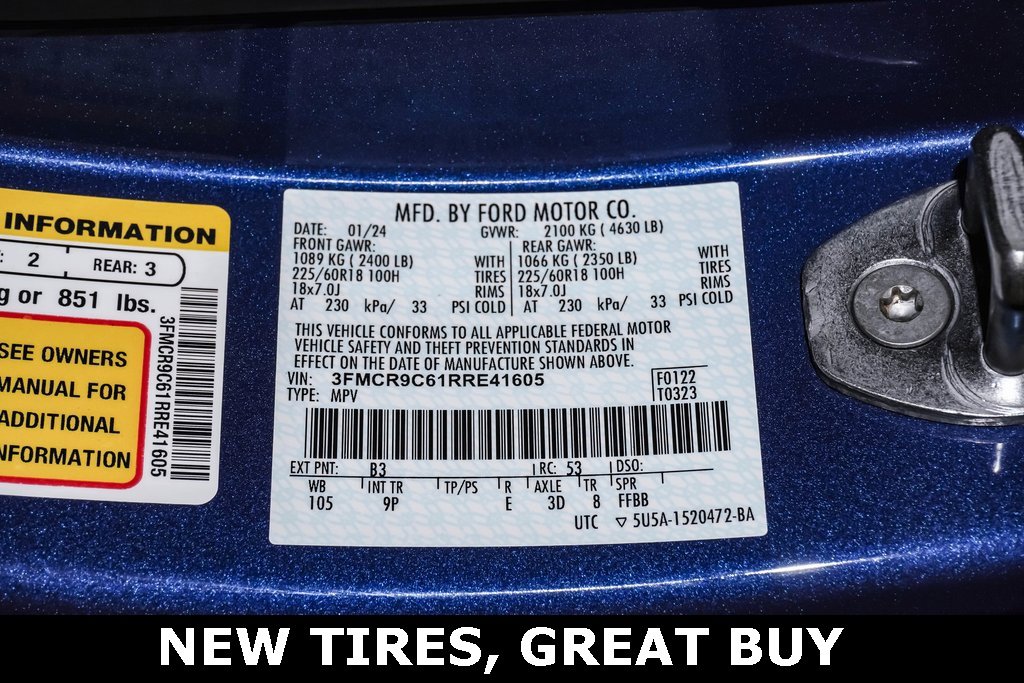 INFORMATION
: 2 REAR: 3
g or 851 lbs.
SEE OWNERS
MANUAL FOR
ADDITIONAL
NFORMATION
3FMCR9C61RRE41605
MFD. BY FORD MOTOR CO.
DATE: 01/24 GVWR: 2100 KG ( 4630 LB)
FRONT GAWR: REAR GAWR:
1089 KG ( 2400 LB) WITH 1066 KG ( 2350 LB) WITH
225/60R18 100H TIRES 225/60R18 100H TIRES
18x7.0J RIMS 18x7.0J RIMS
AT 230 kPa/ 33 PSI COLD AT 230 kPa/ 33 PSI COLD
THIS VEHICLE CONFORMS TO ALL APPLICABLE FEDERAL MOTOR
VEHICLE SAFETY AND THEFT PREVENTION STANDARDS IN
EFFECT ON THE DATE OF MANUFACTURE SHOWN ABOVE.
VIN: 3FMCR9C61RRE41605 F0122
TYPE: MPV T0323
EXT PNT: B3 RC: 53 DSO:
WB INT TR TP/PS R AXLE TR SPR
105 9P E 3D 8 FFBB
UTC ▽ 5U5A-1520472-BA
NEW TIRES, GREAT BUY